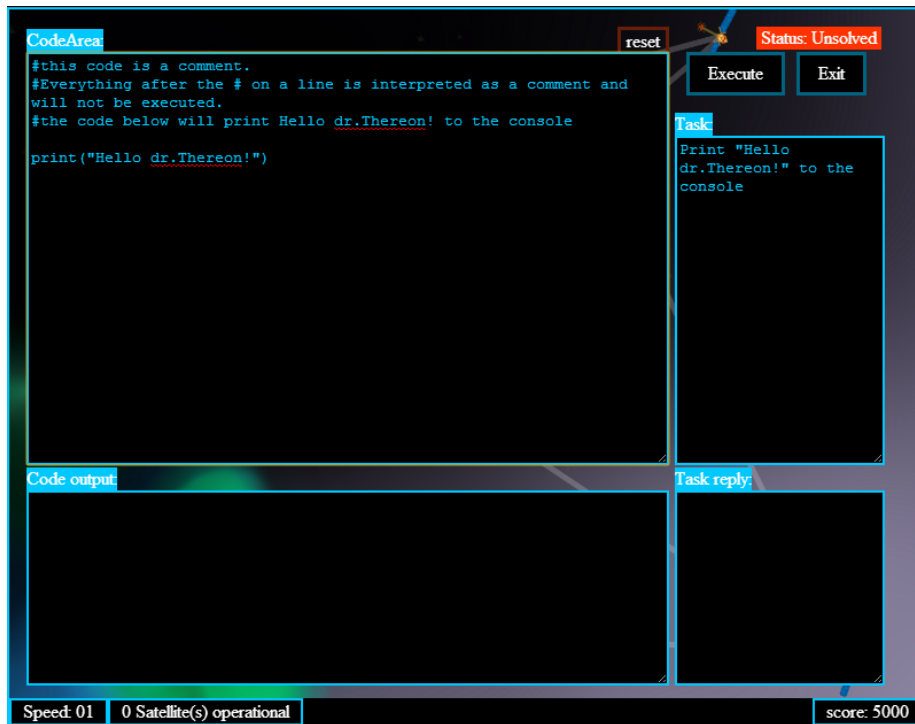 CodeArea:
reset
Status: Unsolved
#this code is a comment.
#Everything after the # on a line is interpreted as a comment and
will not be executed.
#the code below will print Hello dr.Thereon! to the console
print("Hello dr.Thereon!")
Execute
Exit
Task:
Print "Hello
dr.Thereon!" to the
console
Code output:
Task reply:
Speed: 01
0 Satellite(s) operational
score: 5000